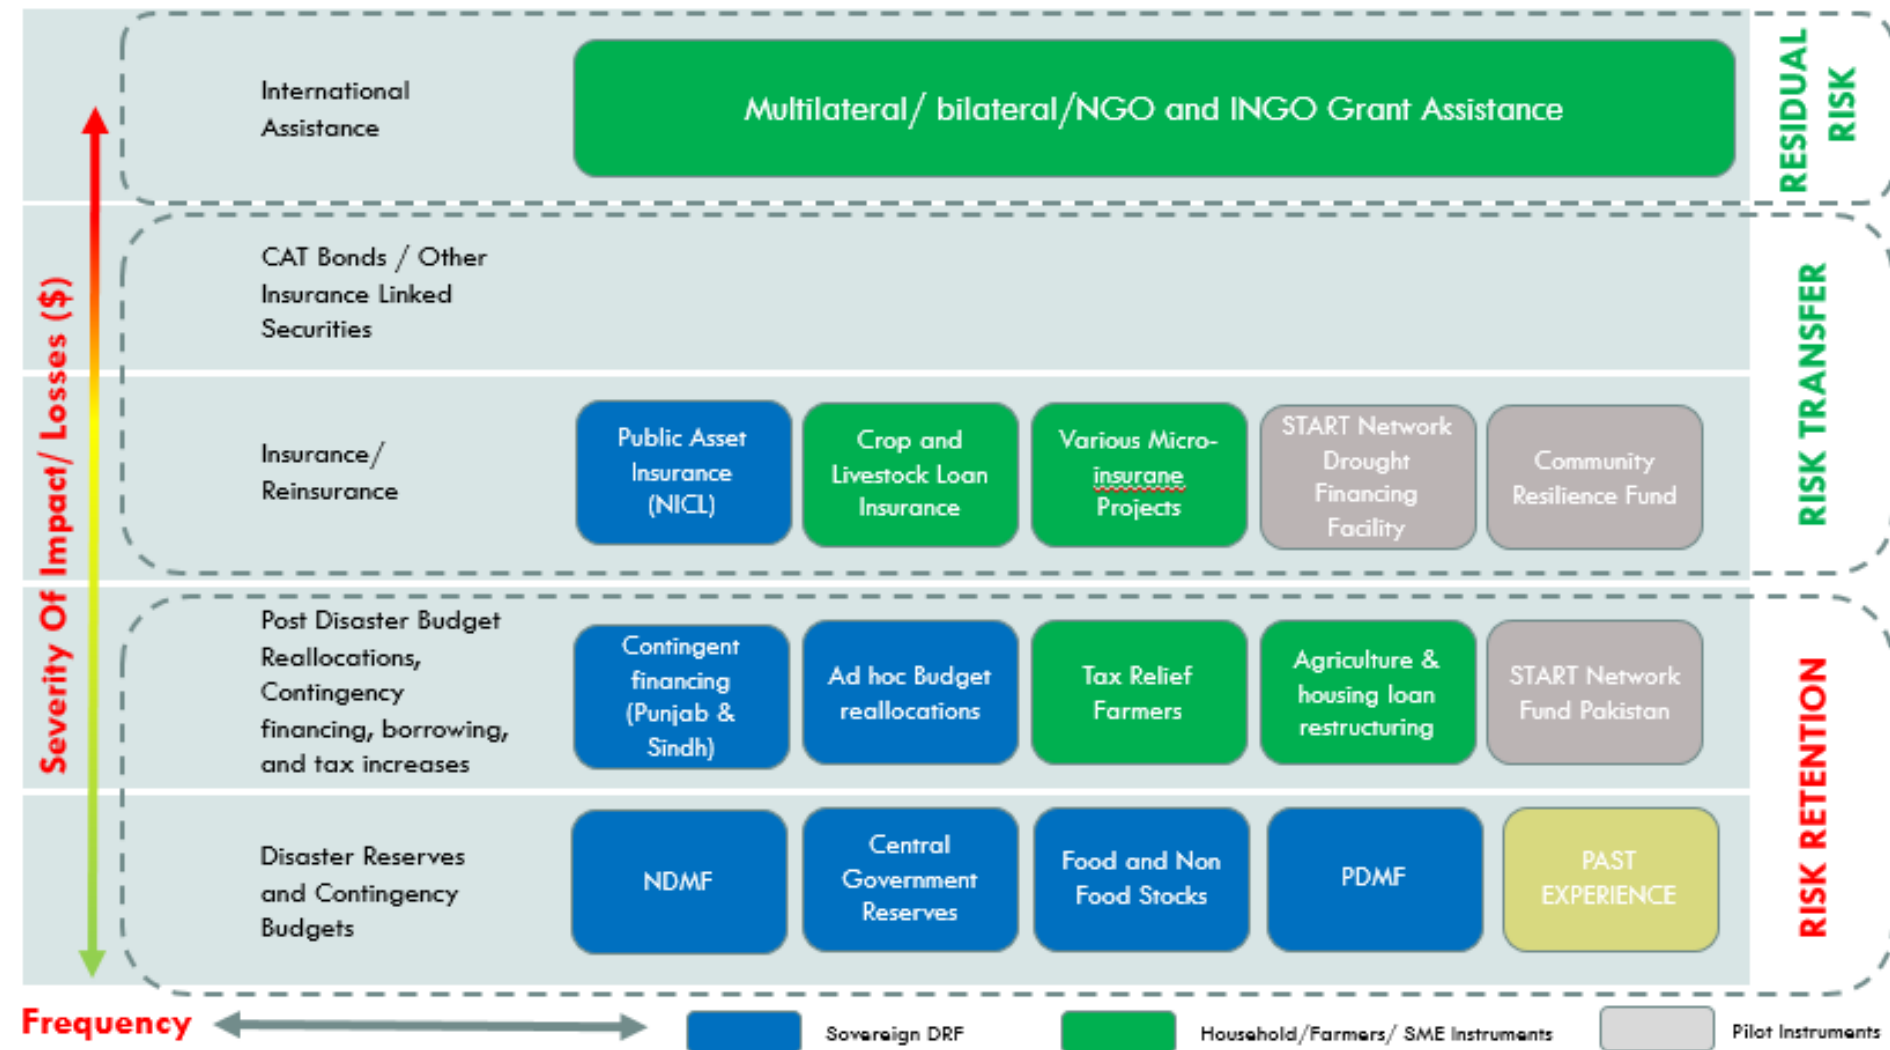 International
Assistance
Multilateral/ bilateral/NGO and INGO Grant Assistance
RESIDUAL
RISK
CAT Bonds / Other
Insurance Linked
Securities
Insurance/
Reinsurance
Public Asset
Insurance
(NICL)
Crop and
Livestock Loan
Insurance
Various Micro-
insurane
Projects
START Network
Drought
Financing
Facility
Community
Resilience Fund
RISK TRANSFER
Post Disaster Budget
Reallocations,
Contingency
financing, borrowing,
and tax increases
Contingent
financing
(Punjab &
Sindh)
Ad hoc Budget
reallocations
Tax Relief
Farmers
Agriculture &
housing loan
restructuring
START Network
Fund Pakistan
Disaster Reserves
and Contingency
Budgets
NDMF
Central
Government
Reserves
Food and Non
Food Stocks
PDMF
PAST
EXPERIENCE
RISK RETENTION
Severity Of Impact/ Losses ($)
Frequency
Sovereign DRF
Household/Farmers/ SME Instruments
Pilot Instruments